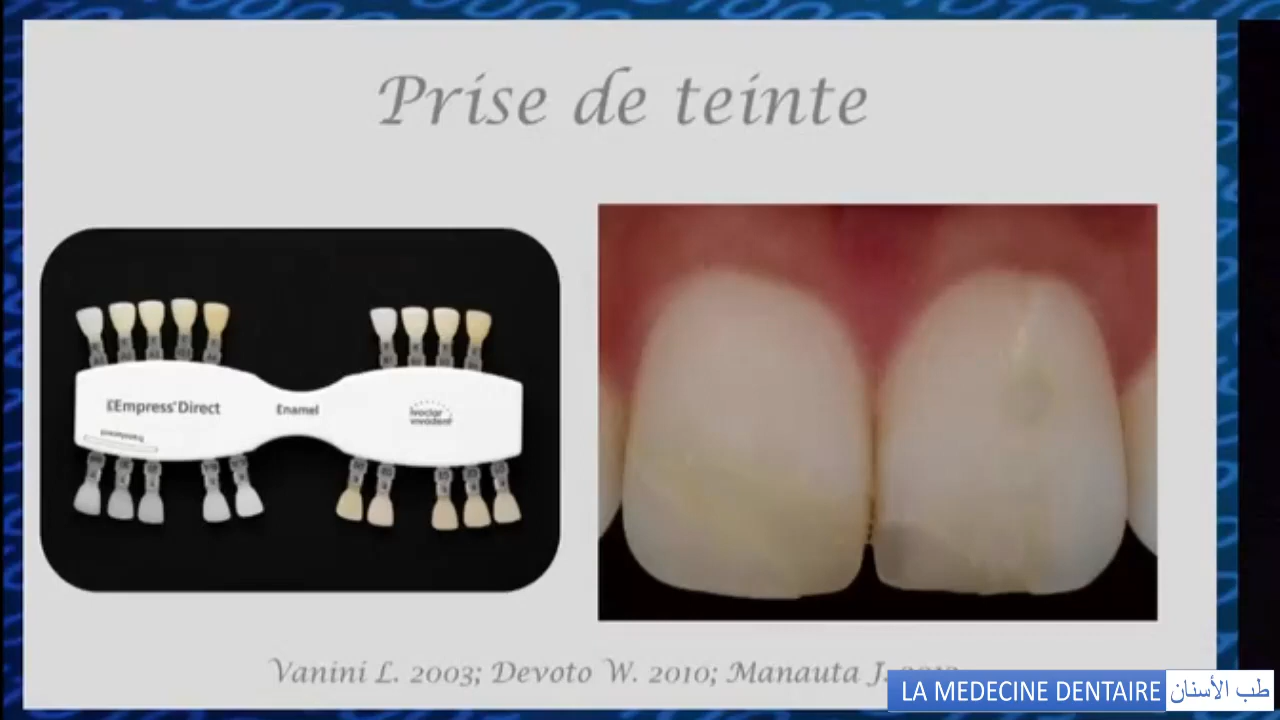 Prise de teinte
Empress Direct
Enamel
ivoclar
vivadent
Vanini L. 2003; Devoto W. 2010; Manauta J.
LA MEDECINE DENTAIRE طب الأسنان